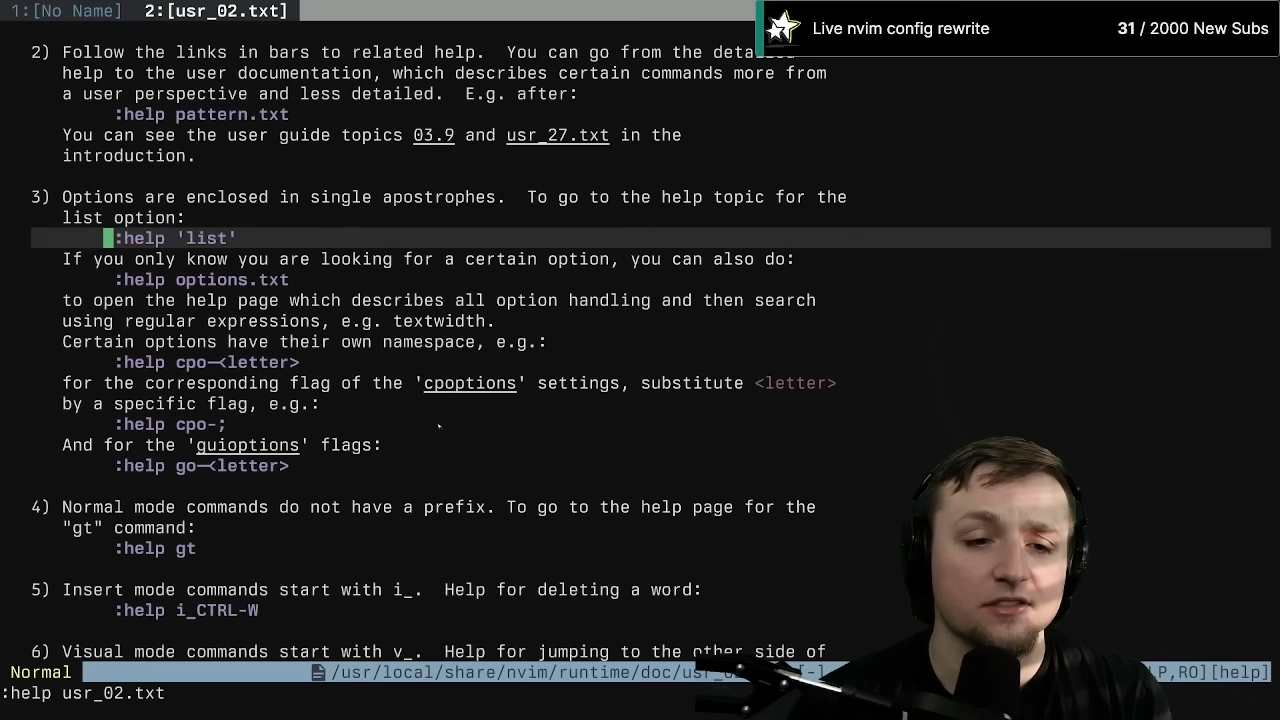 1:[No Name]  2:[usr_02.txt]
Live nvim config rewrite  31 / 2000 New Subs
2) Follow the links in bars to related help.  You can go from the
help to the user documentation, which describes certain commands more from
a user perspective and less detailed.  E.g. after:
:help pattern.txt
You can see the user guide topics 03.9 and usr_27.txt in the
introduction.
3) Options are enclosed in single apostrophes.  To go to the help topic for the
list option:
:help 'list'
If you only know you are looking for a certain option, you can also do:
:help options.txt
to open the help page which describes all option handling and then search
using regular expressions, e.g. textwidth.
Certain options have their own namespace, e.g.:
:help cpo-<letter>
for the corresponding flag of the 'cpoptions' settings, substitute <letter>
by a specific flag, e.g.:
:help cpo-;
And for the 'guioptions' flags:
:help go-<letter>
4) Normal mode commands do not have a prefix. To go to the help page for the
"gt" command:
:help gt
5) Insert mode commands start with i_.  Help for deleting a word:
:help i_CTRL-W
6) Visual mode commands start with v_.  Help for jumping to the other side of
Normal  /usr/local/share/nvim/runtime/doc/us [-] LP,RO][help]
:help usr_02.txt